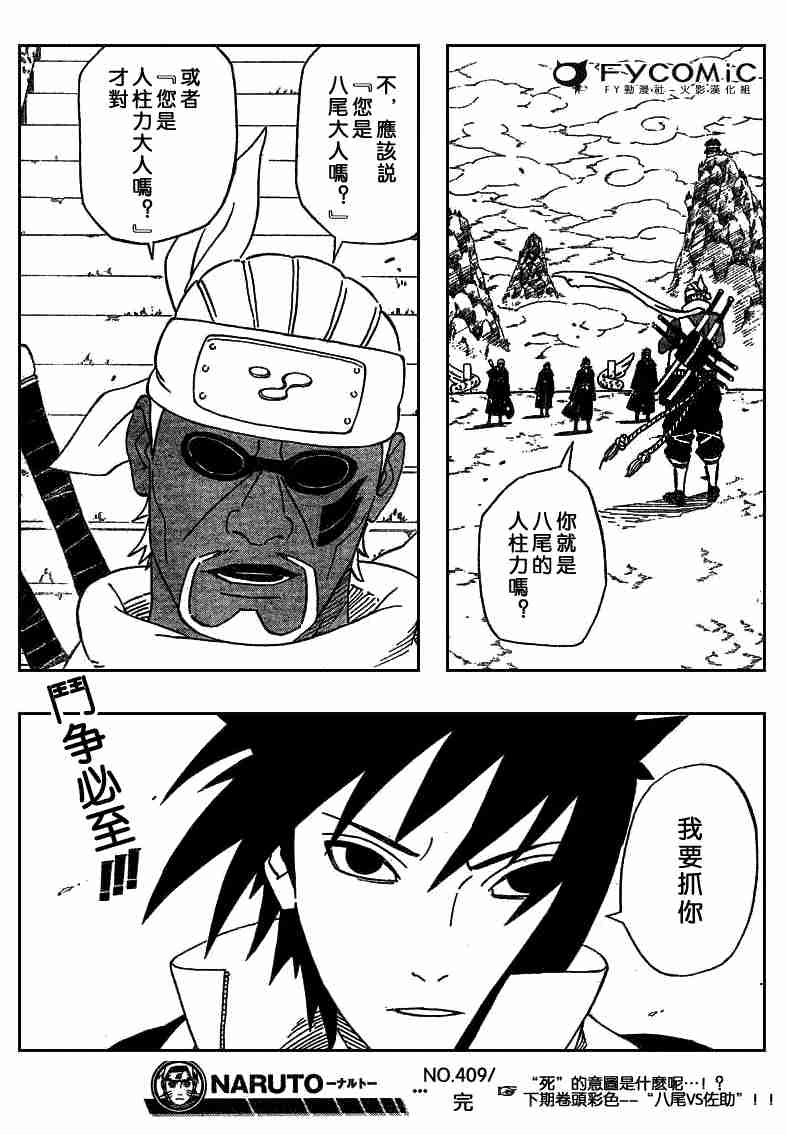 FYCOMiC
FY動漫社-火影漢化組
你就是
八尾的
人柱力嗎？
不，應該説
『您是
八尾大人嗎？』
或者
『您是
人柱力大人嗎？』
才對
我要抓你
鬥争必至!!!
NARUTO —ナルト—
… NO.409/完
☞ “死”的意圖是什麼呢…！？
下期卷頭彩色--“八尾VS佐助”！！